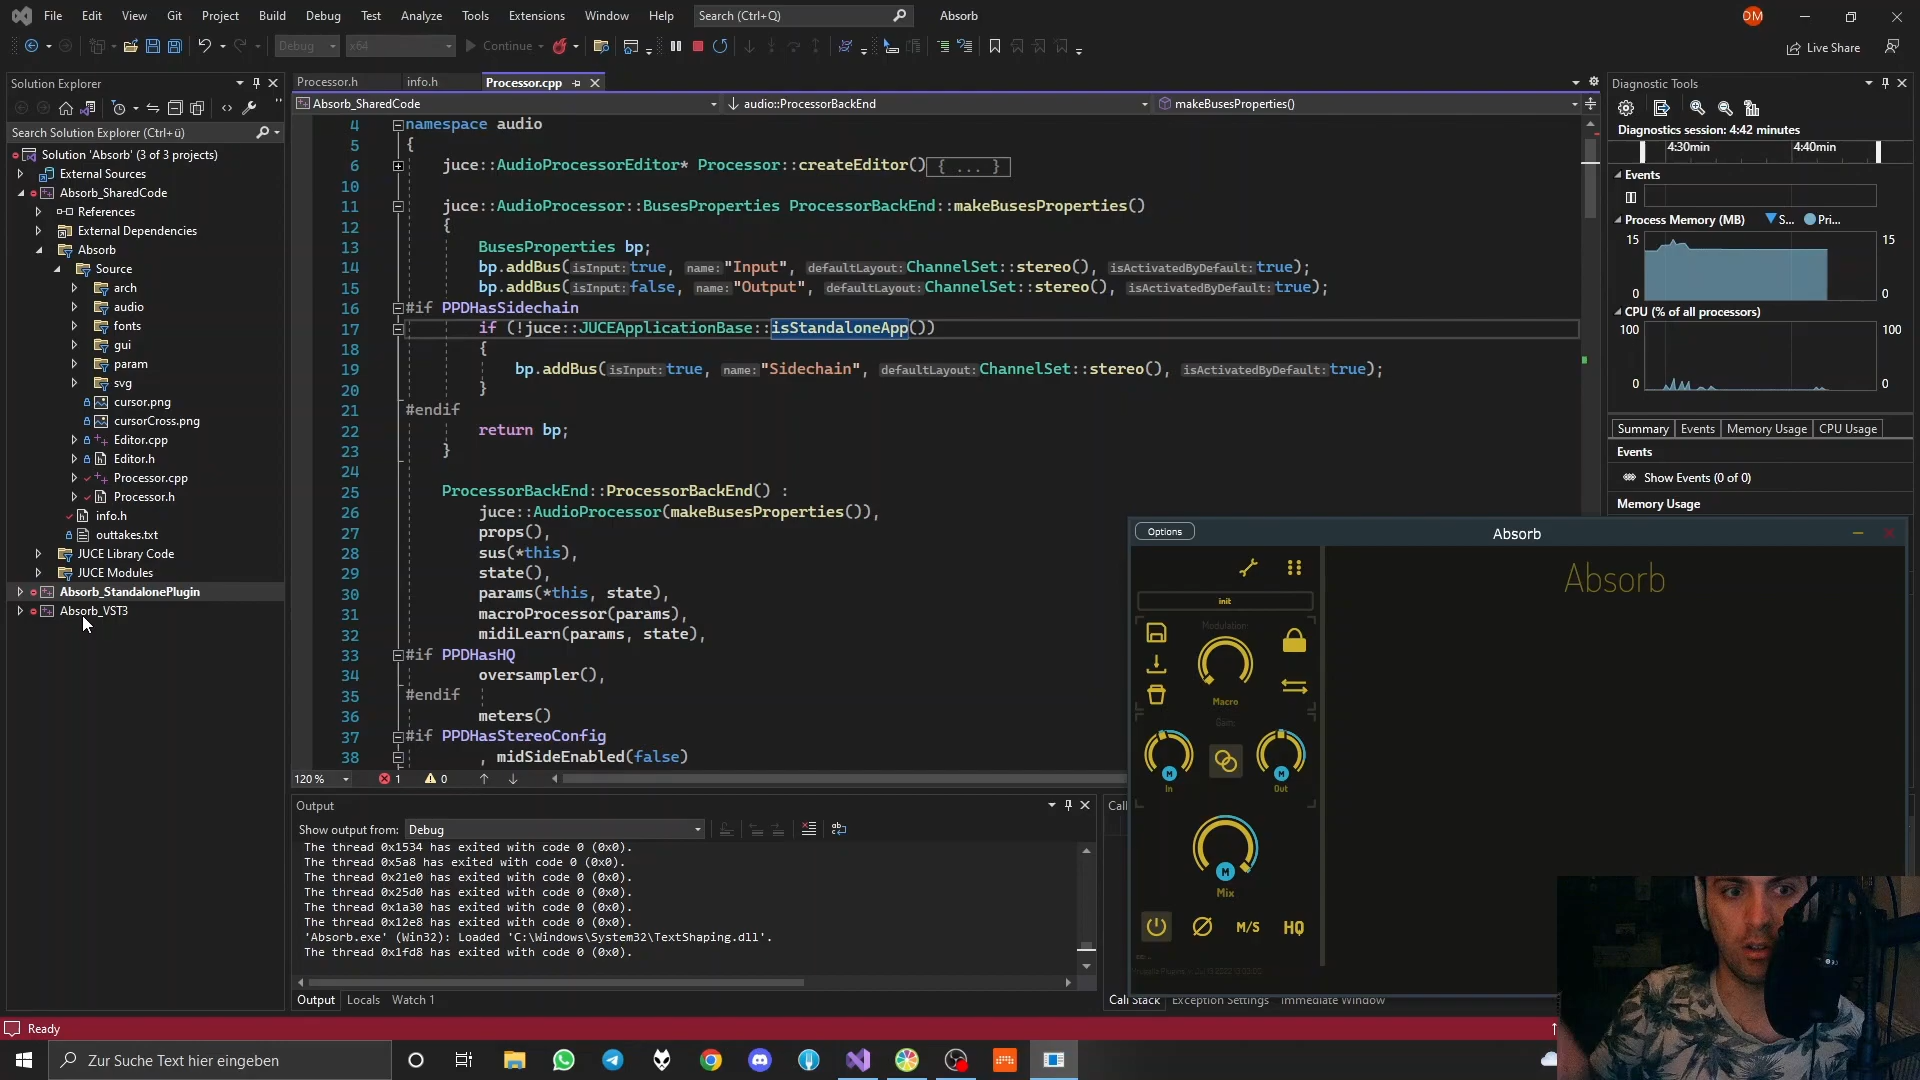 File Edit View Git Project Build Debug Test Analyze Tools Extensions Window Help Search (Ctrl+Q) Absorb DM
Debug x64 Continue Live Share
Solution Explorer
Search Solution Explorer (Ctrl+ü)
Solution 'Absorb' (3 of 3 projects)
External Sources
Absorb_SharedCode
References
External Dependencies
Absorb
Source
arch
audio
fonts
gui
param
svg
cursor.png
cursorCross.png
Editor.cpp
Editor.h
Processor.cpp
Processor.h
info.h
outtakes.txt
JUCE Library Code
JUCE Modules
Absorb_StandalonePlugin
Absorb_VST3
Processor.h info.h Processor.cpp
Absorb_SharedCode audio::ProcessorBackEnd makeBusesProperties()
4 namespace audio
5 {
6 juce::AudioProcessorEditor* Processor::createEditor(){ ... }
10
11 juce::AudioProcessor::BusesProperties ProcessorBackEnd::makeBusesProperties()
12 {
13 BusesProperties bp;
14 bp.addBus(isInput:true, name:"Input", defaultLayout:ChannelSet::stereo(), isActivatedByDefault:true);
15 bp.addBus(isInput:false, name:"Output", defaultLayout:ChannelSet::stereo(), isActivatedByDefault:true);
16 #if PPDHasSidechain
17 if (!juce::JUCEApplicationBase::isStandaloneApp())
18 {
19 bp.addBus(isInput:true, name:"Sidechain", defaultLayout:ChannelSet::stereo(), isActivatedByDefault:true);
20 }
21 #endif
22 return bp;
23 }
24
25 ProcessorBackEnd::ProcessorBackEnd() :
26 juce::AudioProcessor(makeBusesProperties()),
27 props(),
28 sus(*this),
29 state(),
30 params(*this, state),
31 macroProcessor(params),
32 midiLearn(params, state),
33 #if PPDHasHQ
34 oversampler(),
35 #endif
36 meters()
37 #if PPDHasStereoConfig
38 , midSideEnabled(false)
120 % 1 0
Output
Show output from: Debug
The thread 0x1534 has exited with code 0 (0x0).
The thread 0x5a8 has exited with code 0 (0x0).
The thread 0x21e0 has exited with code 0 (0x0).
The thread 0x25d0 has exited with code 0 (0x0).
The thread 0x1a30 has exited with code 0 (0x0).
The thread 0x12e8 has exited with code 0 (0x0).
'Absorb.exe' (Win32): Loaded 'C:\Windows\System32\TextShaping.dll'.
The thread 0x1fd8 has exited with code 0 (0x0).
Output Locals Watch 1
Call Stack Exception Settings Immediate Window
Diagnostic Tools
Diagnostics session: 4:42 minutes
4:30min 4:40min
Events
Process Memory (MB) S... Pri...
15 15
0 0
CPU (% of all processors)
100 100
0 0
Summary Events Memory Usage CPU Usage
Events
Show Events (0 of 0)
Memory Usage
Options Absorb
Absorb
init
Modulation
Macro
Gain
M M
In Out
M
Mix
M/S HQ
Ready
Zur Suche Text hier eingeben